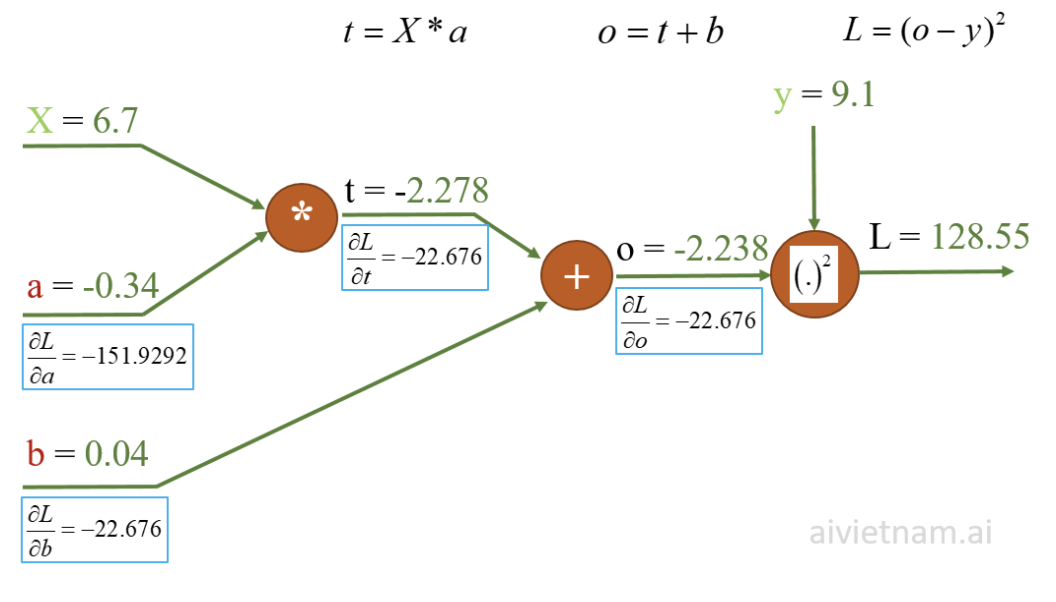 t = X * a
o = t + b
L = (o − y)²
y = 9.1
X = 6.7
t = -2.278
∂L/∂t = −22.676
o = -2.238
L = 128.55
*
+
(.)²
∂L/∂o = −22.676
a = -0.34
∂L/∂a = −151.9292
b = 0.04
∂L/∂b = −22.676
aivietnam.ai